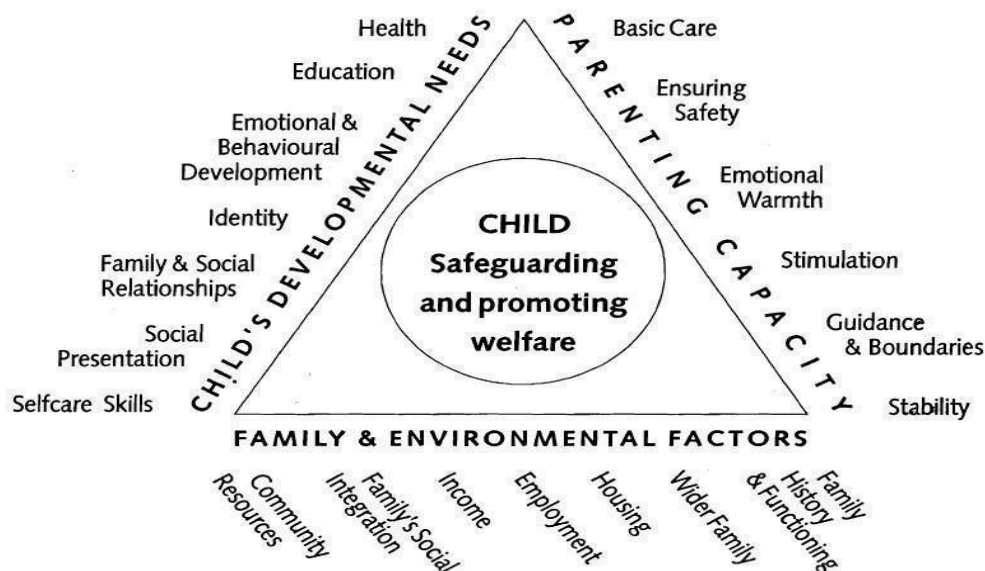 Health
Education
Emotional &
Behavioural
Development
Identity
Family & Social
Relationships
Social
Presentation
Selfcare Skills
CHILD'S DEVELOPMENTAL NEEDS
CHILD
Safeguarding
and promoting
welfare
PARENTING CAPACITY
Basic Care
Ensuring
Safety
Emotional
Warmth
Stimulation
Guidance
& Boundaries
Stability
FAMILY & ENVIRONMENTAL FACTORS
Community
Resources
Family's Social
Integration
Income
Employment
Housing
Wider Family
Family
History
& Functioning